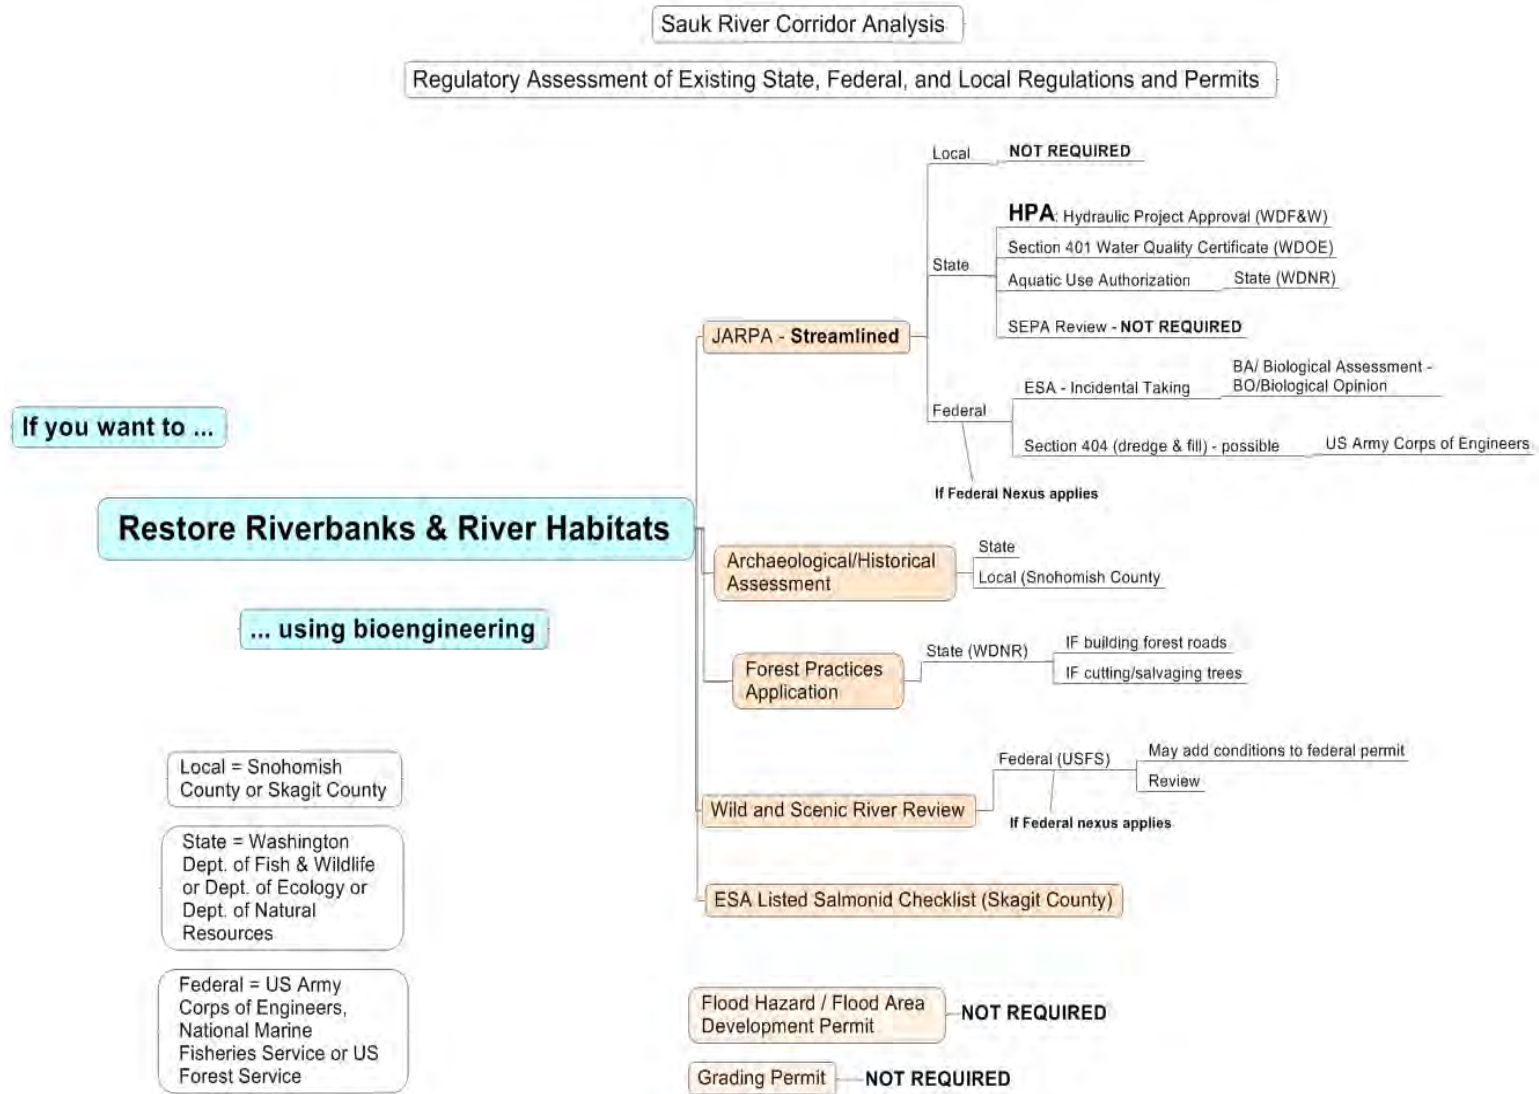 Sauk River Corridor Analysis
Regulatory Assessment of Existing State, Federal, and Local Regulations and Permits
If you want to ...
Restore Riverbanks & River Habitats
... using bioengineering
JARPA - Streamlined
Local
NOT REQUIRED
State
HPA: Hydraulic Project Approval (WDF&W)
Section 401 Water Quality Certificate (WDOE)
Aquatic Use Authorization
State (WDNR)
SEPA Review - NOT REQUIRED
Federal
ESA - Incidental Taking
BA/ Biological Assessment -
BO/Biological Opinion
Section 404 (dredge & fill) - possible
US Army Corps of Engineers
If Federal Nexus applies
Archaeological/Historical
Assessment
State
Local (Snohomish County
Forest Practices
Application
State (WDNR)
IF building forest roads
IF cutting/salvaging trees
Wild and Scenic River Review
Federal (USFS)
May add conditions to federal permit
Review
If Federal nexus applies
ESA Listed Salmonid Checklist (Skagit County)
Flood Hazard / Flood Area
Development Permit
NOT REQUIRED
Grading Permit
NOT REQUIRED
Local = Snohomish
County or Skagit County
State = Washington
Dept. of Fish & Wildlife
or Dept. of Ecology or
Dept. of Natural
Resources
Federal = US Army
Corps of Engineers,
National Marine
Fisheries Service or US
Forest Service